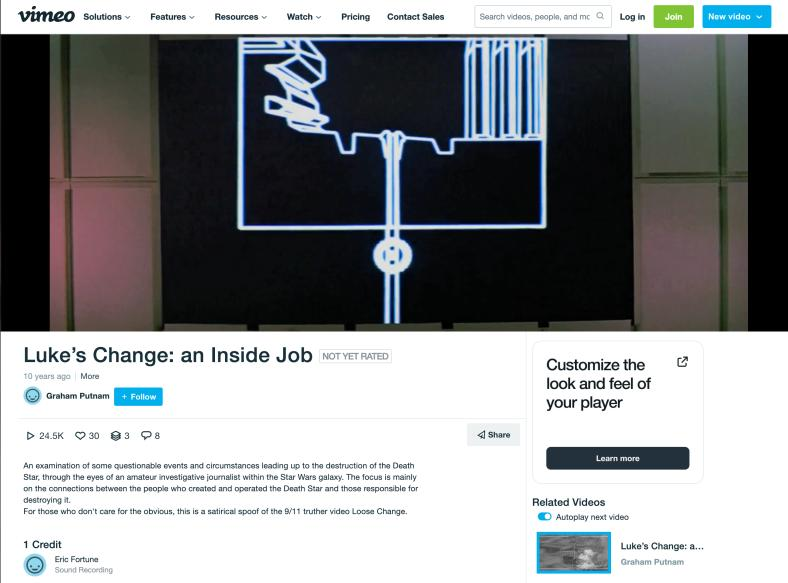 vimeo Solutions Features Resources Watch Pricing Contact Sales Search videos, people, and mc Log in Join New video
Luke's Change: an Inside Job NOT YET RATED
10 years ago | More
Graham Putnam + Follow
24.5K 30 3 8 Share
An examination of some questionable events and circumstances leading up to the destruction of the Death
Star, through the eyes of an amateur investigative journalist within the Star Wars galaxy. The focus is mainly
on the connections between the people who created and operated the Death Star and those responsible for
destroying it.
For those who don't care for the obvious, this is a satirical spoof of the 9/11 truther video Loose Change.
1 Credit
Eric Fortune
Sound Recording
Customize the
look and feel of
your player
Learn more
Related Videos
Autoplay next video
Luke's Change: a...
Graham Putnam